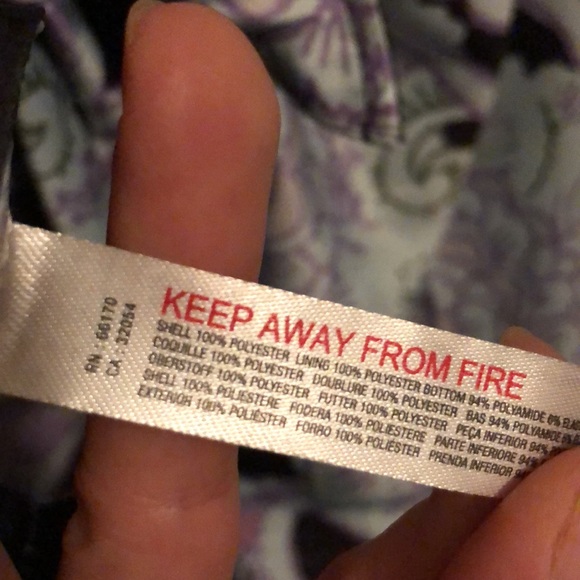 RN : 66170
CA : 32054
KEEP AWAY FROM FIRE
SHELL 100% POLYESTER LINING 100% POLYESTER BOTTOM 94% POLYAMIDE 6%
COQUILLE 100% POLYESTER DOUBLURE 100% POLYESTER BAS 94% POLYAMIDE
OBERSTOFF 100% POLYESTER FUTTER 100% POLYESTER PEÇA INFERIOR 94%
SHELL 100% POLIESTERE FODERA 100% POLIESTERE PARTE INFERIORE
EXTERIOR 100% POLIÉSTER FORRO 100% POLIÉSTER PRENDA INFERIOR